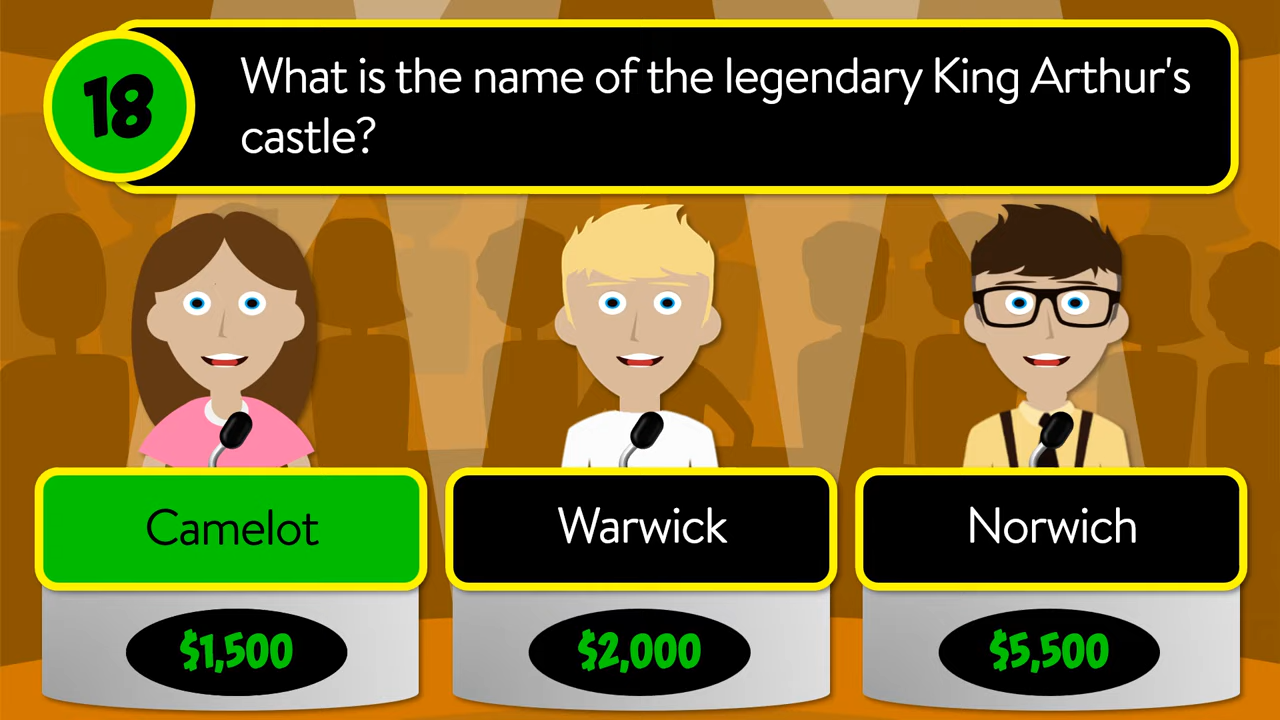 18
What is the name of the legendary King Arthur's
castle?
Camelot
Warwick
Norwich
$1,500
$2,000
$5,500